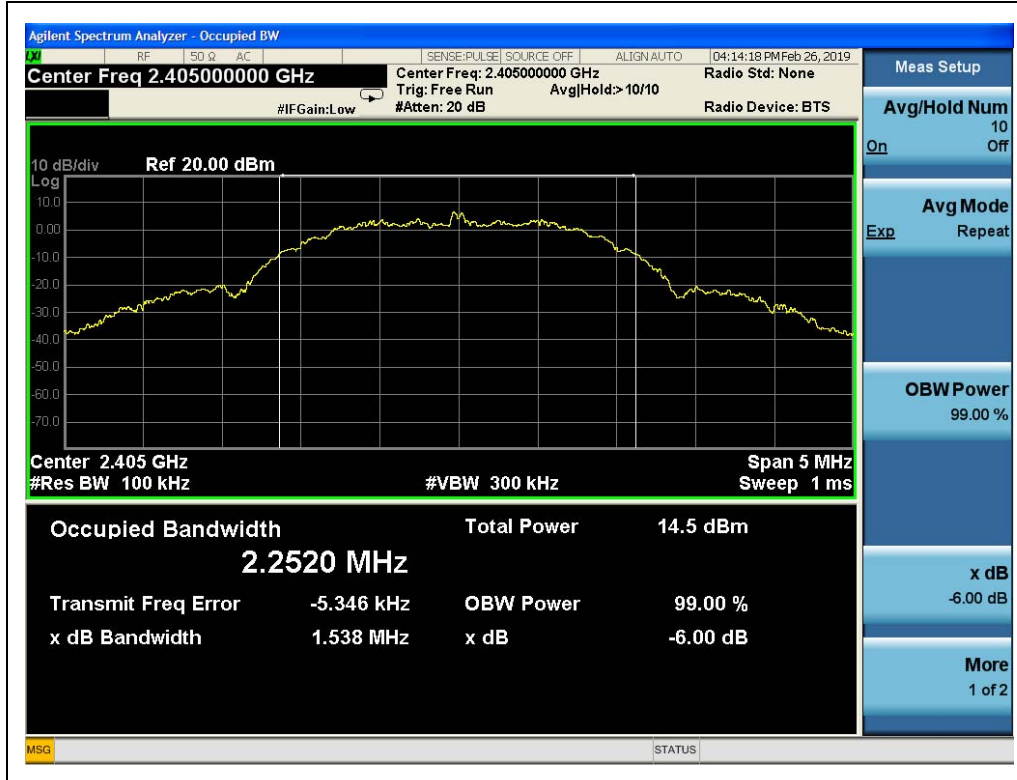 Agilent Spectrum Analyzer - Occupied BW
LXI RF 50 Ω AC SENSE:PULSE SOURCE OFF ALIGN AUTO 04:14:18 PM Feb 26, 2019
Center Freq 2.405000000 GHz
Center Freq: 2.405000000 GHz
Radio Std: None
Trig: Free Run
Avg|Hold:> 10/10
#IFGain:Low
#Atten: 20 dB
Radio Device: BTS
10 dB/div
Ref 20.00 dBm
Log
10.0
0.00
-10.0
-20.0
-30.0
-40.0
-50.0
-60.0
-70.0
Center 2.405 GHz
Span 5 MHz
#Res BW 100 kHz
#VBW 300 kHz
Sweep 1 ms
Occupied Bandwidth
2.2520 MHz
Total Power 14.5 dBm
Transmit Freq Error -5.346 kHz
OBW Power 99.00 %
x dB Bandwidth 1.538 MHz
x dB -6.00 dB
Meas Setup
Avg/Hold Num
10
On Off
Avg Mode
Exp Repeat
OBW Power
99.00 %
x dB
-6.00 dB
More
1 of 2
MSG
STATUS